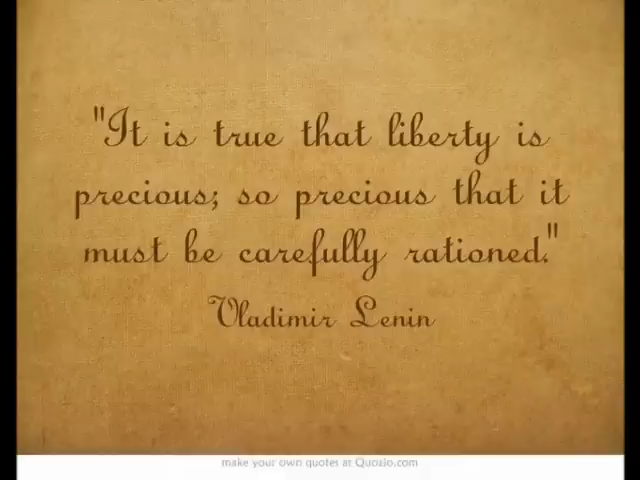 "It is true that liberty is
precious; so precious that it
must be carefully rationed."
Vladimir Lenin
make your own quotes at Quozio.com